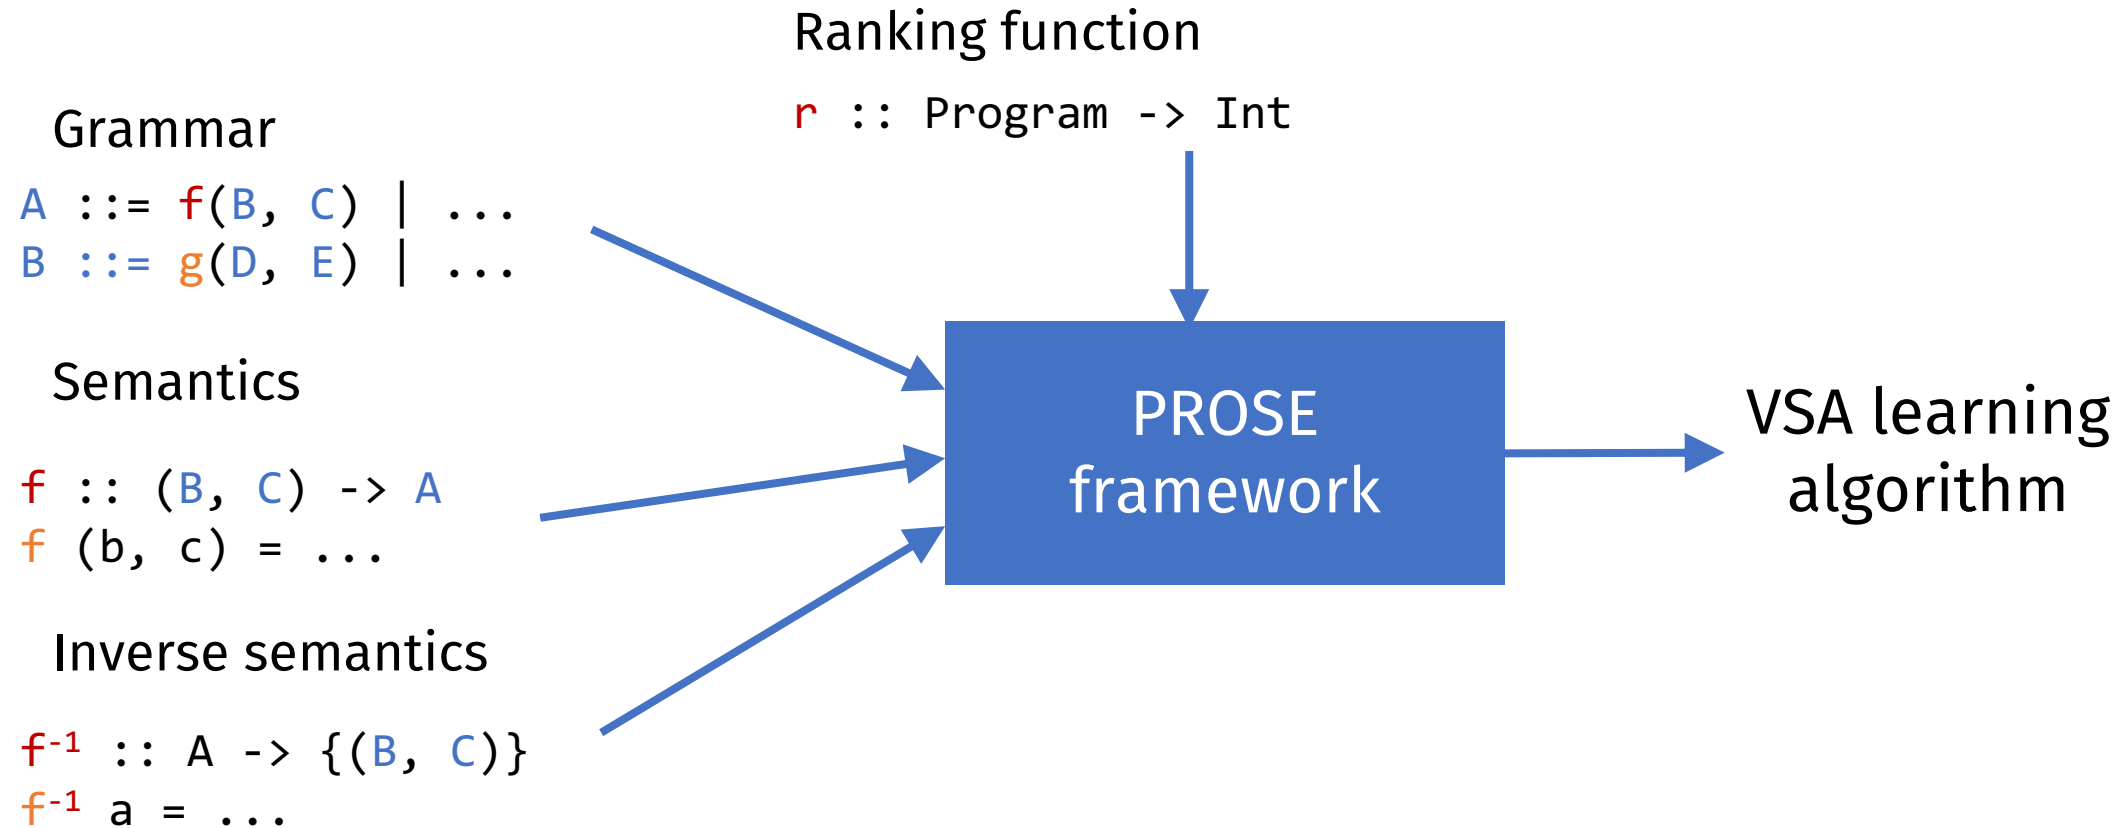 Ranking function
r :: Program -> Int
Grammar
A ::= f(B, C) | ...
B ::= g(D, E) | ...
Semantics
f :: (B, C) -> A
f (b, c) = ...
Inverse semantics
f⁻¹ :: A -> {(B, C)}
f⁻¹ a = ...
PROSE
framework
VSA learning
algorithm